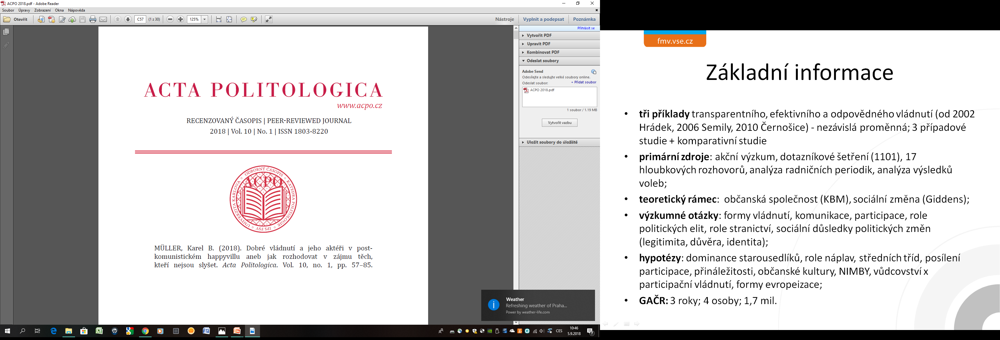 ACPO 2018.pdf - Adobe Reader
Soubor Úpravy Zobrazení Okna Nápověda
Otevřít C57 (1 z 30) 125% Nástroje Vyplnit a podepsat Poznámka
Přihlásit se
Vytvořit PDF
Upravit PDF
Kombinovat PDF
Odeslat soubory
Adobe Send
Odesílejte a sledujte velké soubory online.
Odeslat soubor: + Přidat soubor
ACPO 2018.pdf
1 soubor / 1.19 MB
Vytvořit vazbu
Uložit soubory do úložiště
ACTA POLITOLOGICA
www.acpo.cz
RECENZOVANÝ ČASOPIS | PEER-REVIEWED JOURNAL
2018 | Vol. 10 | No. 1 | ISSN 1803-8220
ODBORNÝ ČASOPIS :: KATEDRA POLITOLOGIE :: IPS FSV :: UNIVERZITA KARLOVA ::
ACPO
MÜLLER, Karel B. (2018). Dobré vládnutí a jeho aktéři v post-
komunistickém happyvillu aneb jak rozhodovat v zájmu těch,
kteří nejsou slyšet. Acta Politologica. Vol. 10, no. 1, pp. 57–85.
Weather
Refreshing weather of Praha...
Power by weather-life.com
CES
10:46
5.9.2018
7
fmv.vse.cz
Základní informace
• tři příklady transparentního, efektivního a odpovědného vládnutí (od 2002
Hrádek, 2006 Semily, 2010 Černošice) - nezávislá proměnná; 3 případové
studie + komparativní studie
• primární zdroje: akční výzkum, dotazníkové šetření (1101), 17
hloubkových rozhovorů, analýza radničních periodik, analýza výsledků
voleb;
• teoretický rámec: občanská společnost (KBM), sociální změna (Giddens);
• výzkumné otázky: formy vládnutí, komunikace, participace, role
politických elit, role stranictví, sociální důsledky politických změn
(legitimita, důvěra, identita);
• hypotézy: dominance starousedlíků, role náplav, středních tříd, posílení
participace, přináležitosti, občanské kultury, NIMBY, vůdcovství x
participační vládnutí, formy evropeizace;
• GAČR: 3 roky; 4 osoby; 1,7 mil.